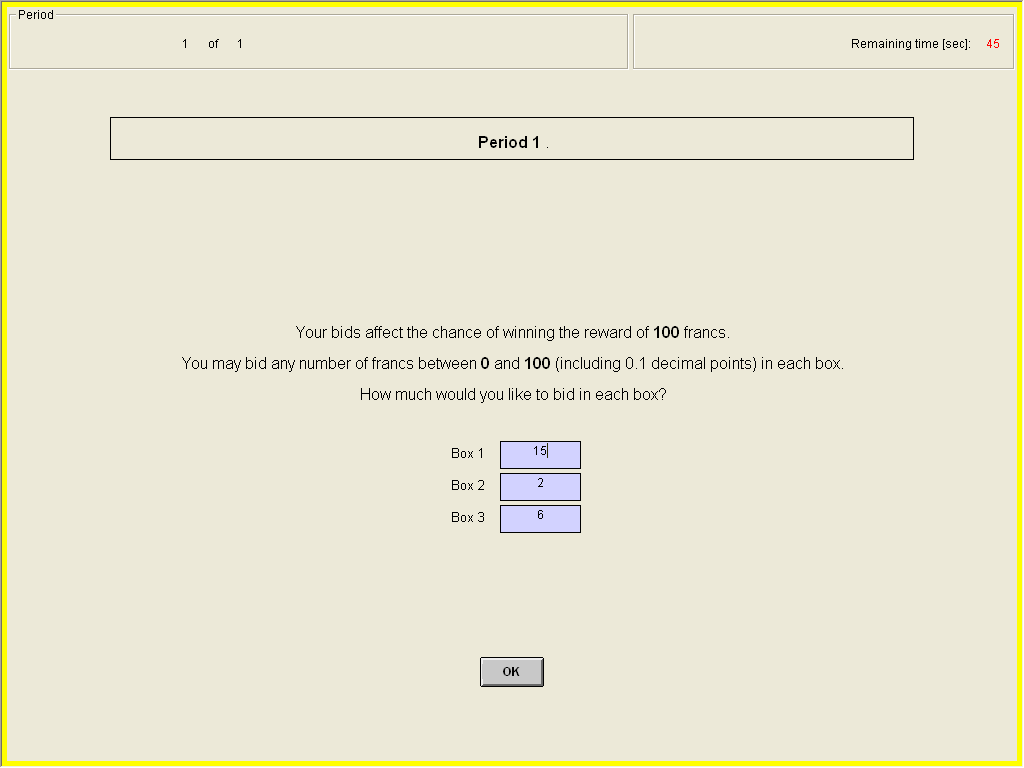 Period
1 of 1
Remaining time [sec]: 45
Period 1 .
Your bids affect the chance of winning the reward of 100 francs.
You may bid any number of francs between 0 and 100 (including 0.1 decimal points) in each box.
How much would you like to bid in each box?
Box 1 15
Box 2 2
Box 3 6
OK